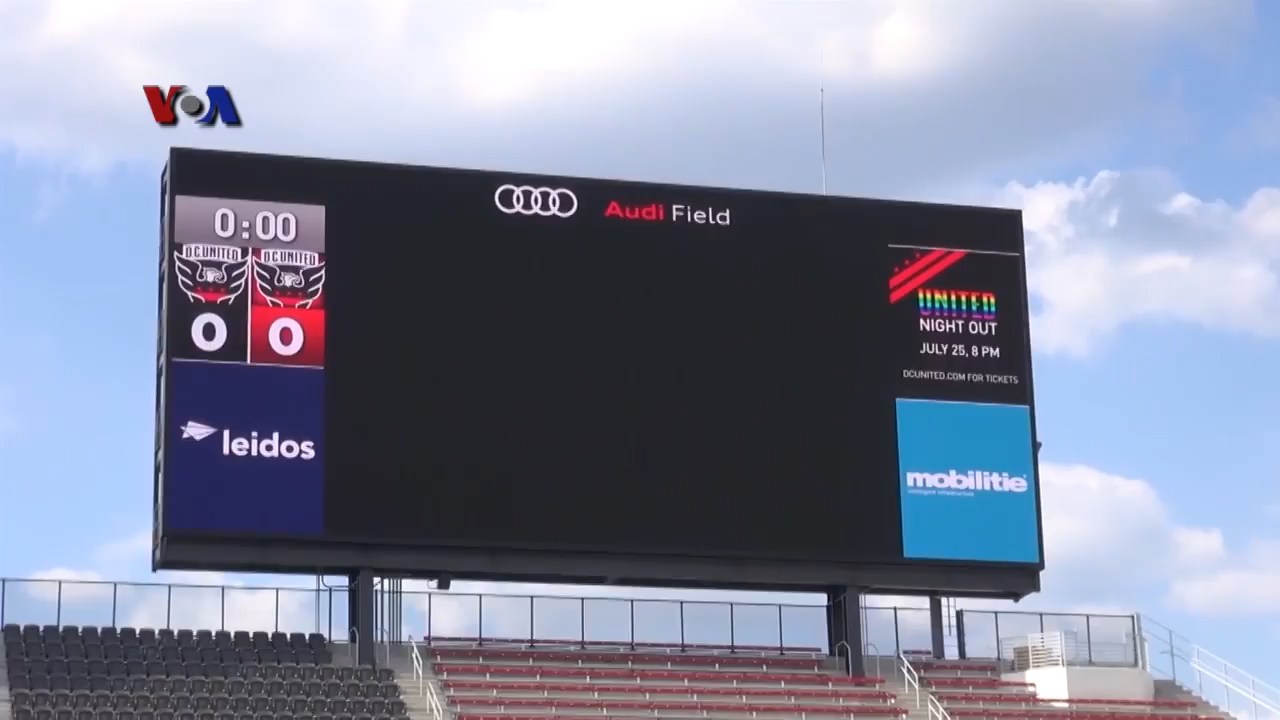 VOA
Audi Field
0:00
D.C.UNITED D.C.UNITED
0 0
leidos
UNITED
NIGHT OUT
JULY 25, 8 PM
DCUNITED.COM FOR TICKETS
mobilitie